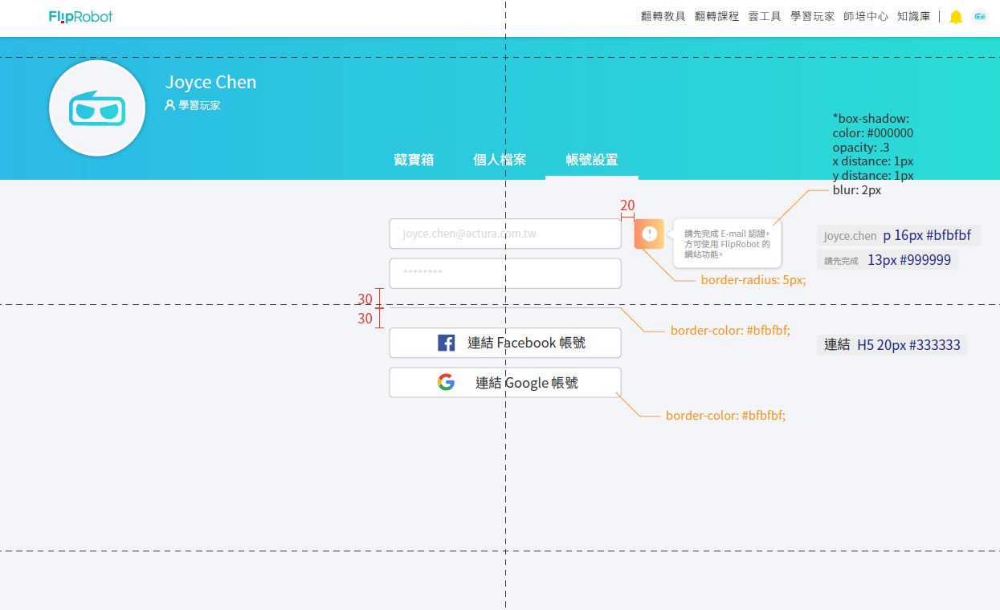 FlipRobot
翻轉教具 翻轉課程 雲工具 學習玩家 師培中心 知識庫
Joyce Chen
學習玩家
藏寶箱 個人檔案 帳號設置
*box-shadow:
color: #000000
opacity: .3
x distance: 1px
y distance: 1px
blur: 2px
20
joyce.chen@actura.com.tw
請先完成 E-mail 認證，
方可使用 FlipRobot 的
網站功能。
joyce.chen p 16px #bfbfbf
請先完成 13px #999999
********
border-radius: 5px;
30
30
border-color: #bfbfbf;
連結 Facebook 帳號
連結 H5 20px #333333
連結 Google 帳號
border-color: #bfbfbf;